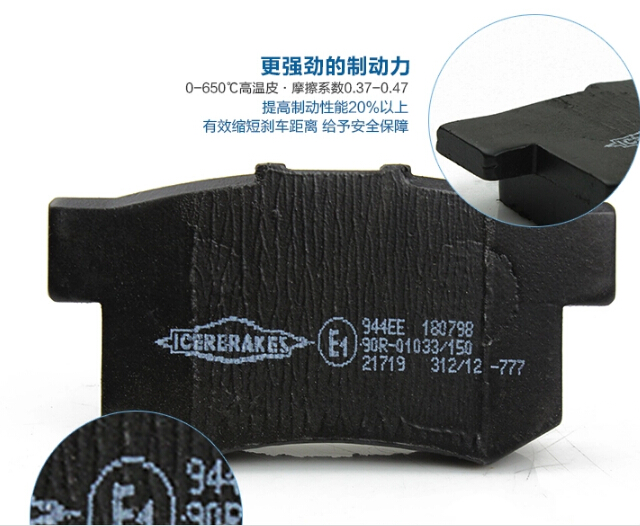 更强劲的制动力
0-650℃高温皮·摩擦系数0.37-0.47
提高制动性能20%以上
有效缩短刹车距离 给予安全保障
ICERBRAKES
E1
944EE 180798
90R-01033/150
21719 312/12 -777
E1
944
90R